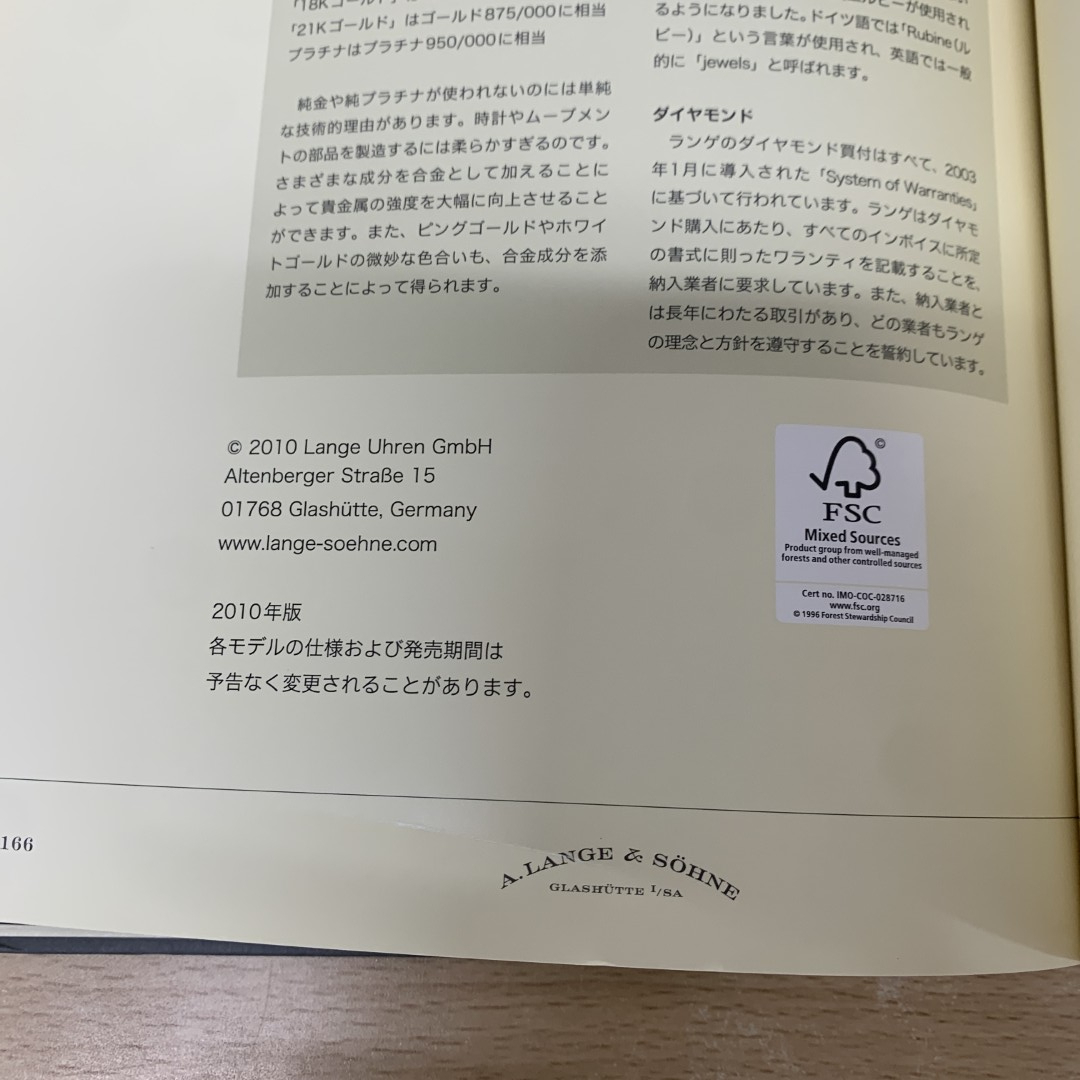 「21Kゴールド」はゴールド875/000に相当
プラチナはプラチナ950/000に相当
純金や純プラチナが使われないのには単純
な技術的理由があります。時計やムーブメン
トの部品を製造するには柔らかすぎるのです。
さまざまな成分を合金として加えることに
よって貴金属の強度を大幅に向上させること
ができます。また、ピンクゴールドやホワイ
トゴールドの微妙な色合いも、合金成分を添
加することによって得られます。
が使用され
るようになりました。ドイツ語では「Rubine（ル
ビー）」という言葉が使用され、英語では一般
的に「jewels」と呼ばれます。
ダイヤモンド
ランゲのダイヤモンド買付はすべて、2003
年1月に導入された「System of Warranties」
に基づいて行われています。ランゲはダイヤモ
ンド購入にあたり、すべてのインボイスに所定
の書式に則ったワランティを記載することを、
納入業者に要求しています。また、納入業者と
は長年にわたる取引があり、どの業者もランゲ
の理念と方針を遵守することを誓約しています。
© 2010 Lange Uhren GmbH
Altenberger Straße 15
01768 Glashütte, Germany
www.lange-soehne.com
2010年版
各モデルの仕様および発売期間は
予告なく変更されることがあります。
©
FSC
Mixed Sources
Product group from well-managed
forests and other controlled sources
Cert no. IMO-COC-028716
www.fsc.org
© 1996 Forest Stewardship Council
166
A. LANGE & SÖHNE
GLASHÜTTE I/SA